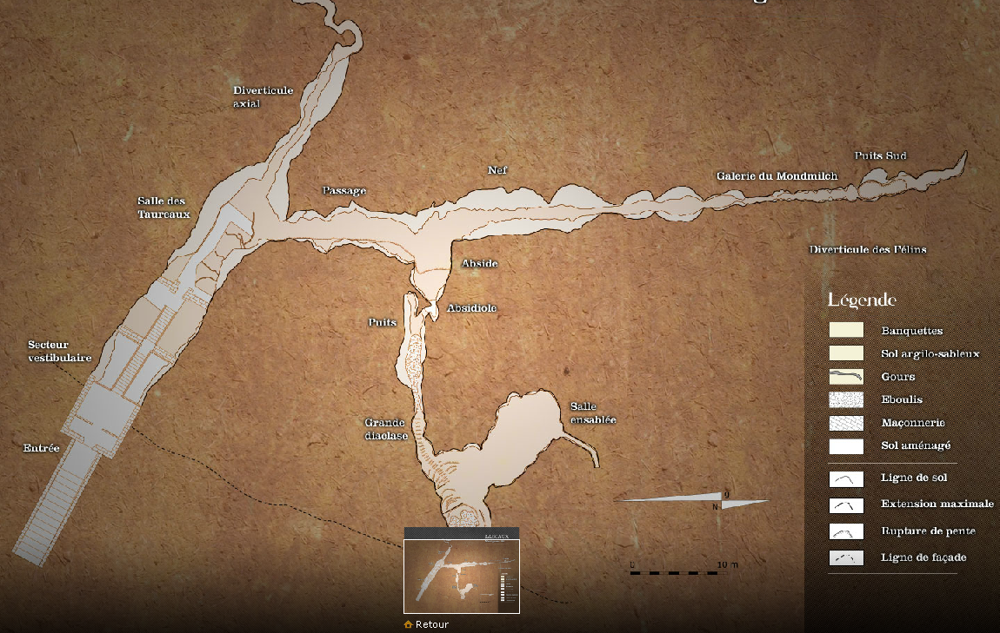 Diverticule
axial
Puits Sud
Nef
Galerie du Mondmilch
Passage
Salle des
Taureaux
Diverticule des Félins
Abside
Légende
Absidiole
Puits
Banquettes
Secteur
vestibulaire
Sol argilo-sableux
Gours
Eboulis
Salle
ensablée
Grande
diaclase
Maçonnerie
Entrée
Sol aménagé
Ligne de sol
N
Extension maximale
Rupture de pente
Ligne de façade
0 10 m
LASCAUX
Retour